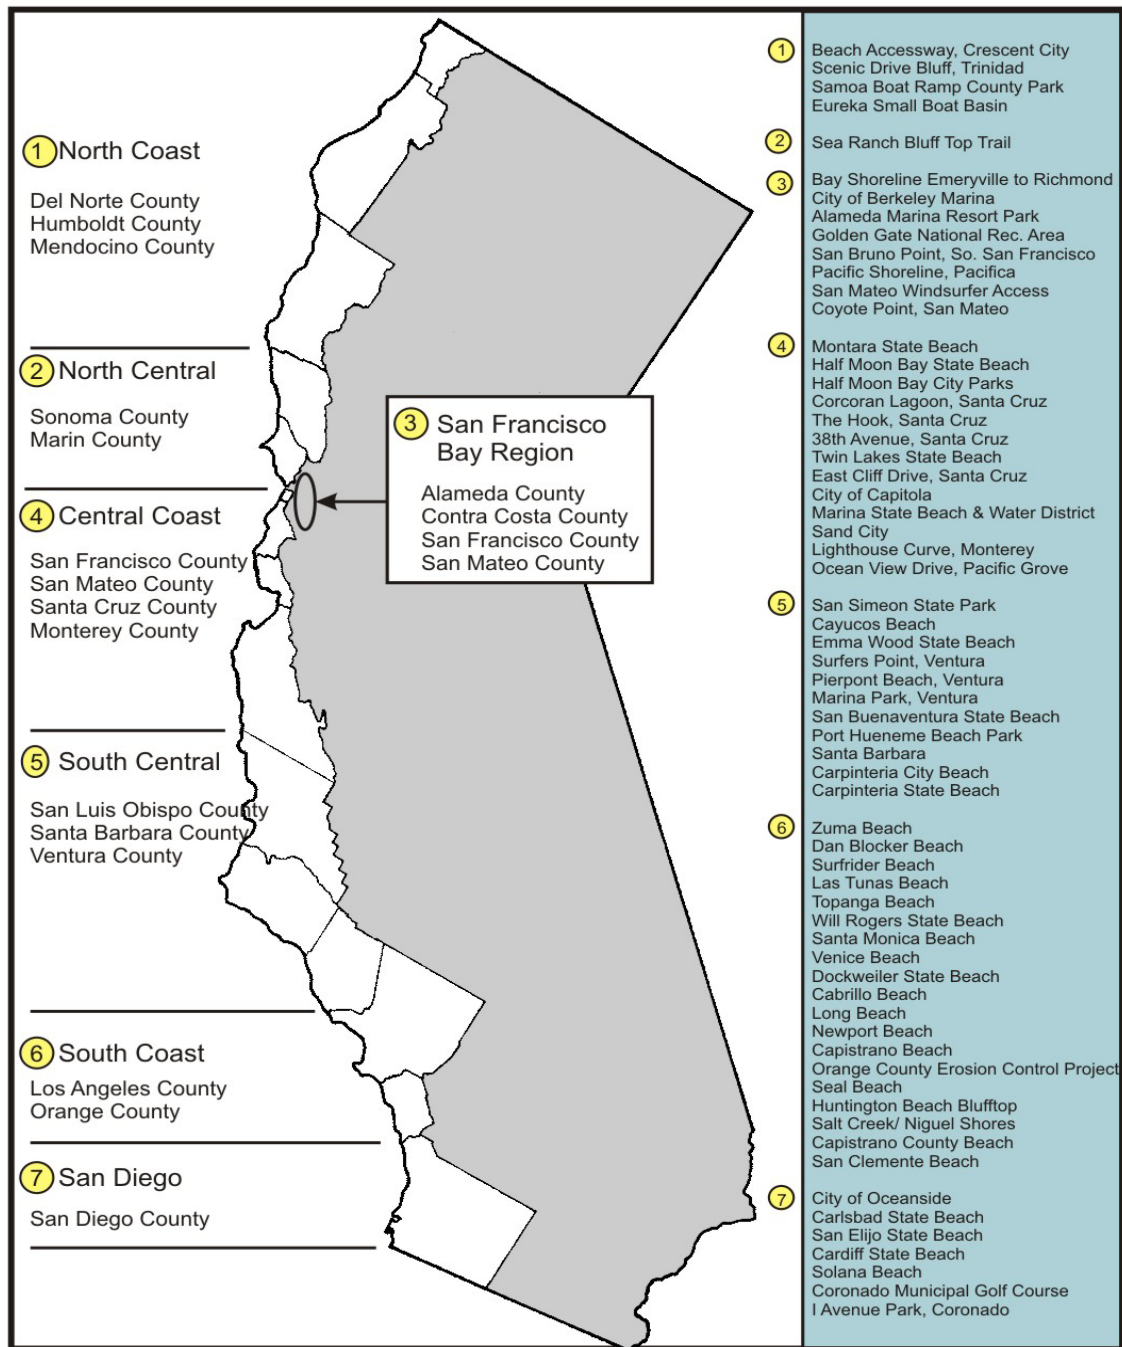 1 North Coast
Del Norte County
Humboldt County
Mendocino County
2 North Central
Sonoma County
Marin County
3 San Francisco
Bay Region
Alameda County
Contra Costa County
San Francisco County
San Mateo County
4 Central Coast
San Francisco County
San Mateo County
Santa Cruz County
Monterey County
5 South Central
San Luis Obispo County
Santa Barbara County
Ventura County
6 South Coast
Los Angeles County
Orange County
7 San Diego
San Diego County
1 Beach Accessway, Crescent City
Scenic Drive Bluff, Trinidad
Samoa Boat Ramp County Park
Eureka Small Boat Basin
2 Sea Ranch Bluff Top Trail
3 Bay Shoreline Emeryville to Richmond
City of Berkeley Marina
Alameda Marina Resort Park
Golden Gate National Rec. Area
San Bruno Point, So. San Francisco
Pacific Shoreline, Pacifica
San Mateo Windsurfer Access
Coyote Point, San Mateo
4 Montara State Beach
Half Moon Bay State Beach
Half Moon Bay City Parks
Corcoran Lagoon, Santa Cruz
The Hook, Santa Cruz
38th Avenue, Santa Cruz
Twin Lakes State Beach
East Cliff Drive, Santa Cruz
City of Capitola
Marina State Beach & Water District
Sand City
Lighthouse Curve, Monterey
Ocean View Drive, Pacific Grove
5 San Simeon State Park
Cayucos Beach
Emma Wood State Beach
Surfers Point, Ventura
Pierpont Beach, Ventura
Marina Park, Ventura
San Buenaventura State Beach
Port Hueneme Beach Park
Santa Barbara
Carpinteria City Beach
Carpinteria State Beach
6 Zuma Beach
Dan Blocker Beach
Surfrider Beach
Las Tunas Beach
Topanga Beach
Will Rogers State Beach
Santa Monica Beach
Venice Beach
Dockweiler State Beach
Cabrillo Beach
Long Beach
Newport Beach
Capistrano Beach
Orange County Erosion Control Project
Seal Beach
Huntington Beach Blufftop
Salt Creek/ Niguel Shores
Capistrano County Beach
San Clemente Beach
7 City of Oceanside
Carlsbad State Beach
San Elijo State Beach
Cardiff State Beach
Solana Beach
Coronado Municipal Golf Course
I Avenue Park, Coronado